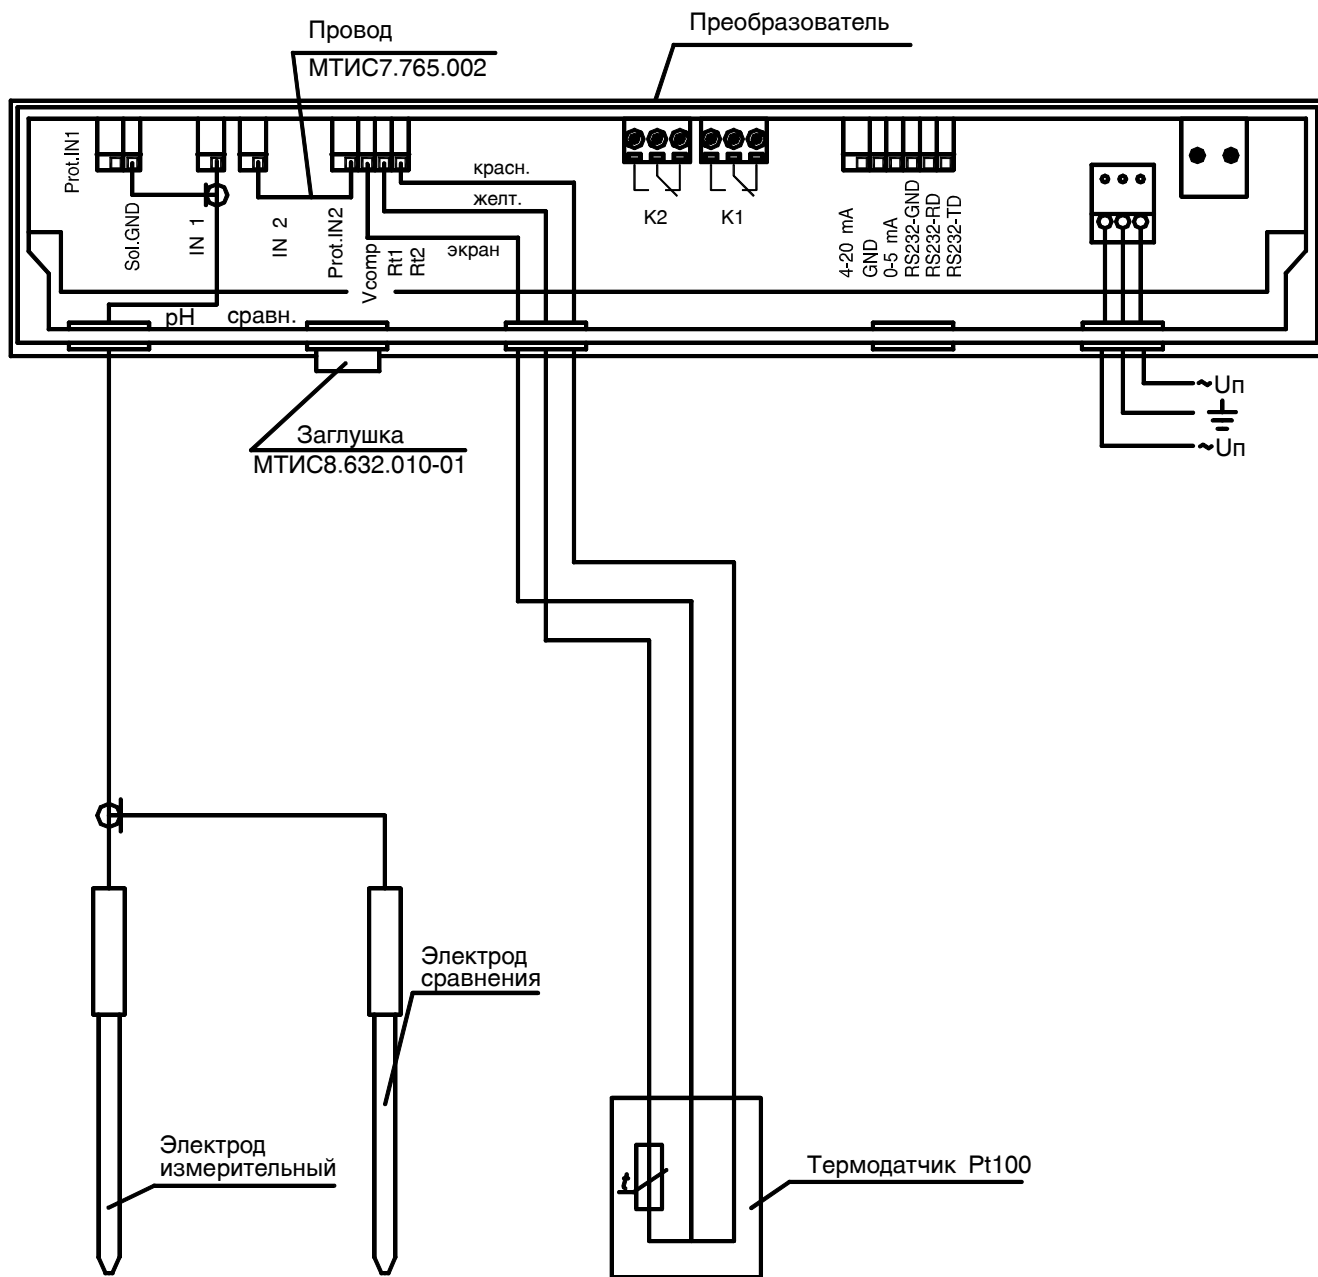 Провод
МТИС7.765.002
Преобразователь
Prot.IN1
Sol.GND
IN 1
IN 2
Prot.IN2
Vcomp
Rt1
Rt2
красн.
желт.
экран
K2
K1
4-20 mA
GND
0-5 mA
RS232-GND
RS232-RD
RS232-TD
pH
сравн.
~Uп
~Uп
Заглушка
МТИС8.632.010-01
Электрод
сравнения
Электрод
измерительный
t
Термодатчик Pt100